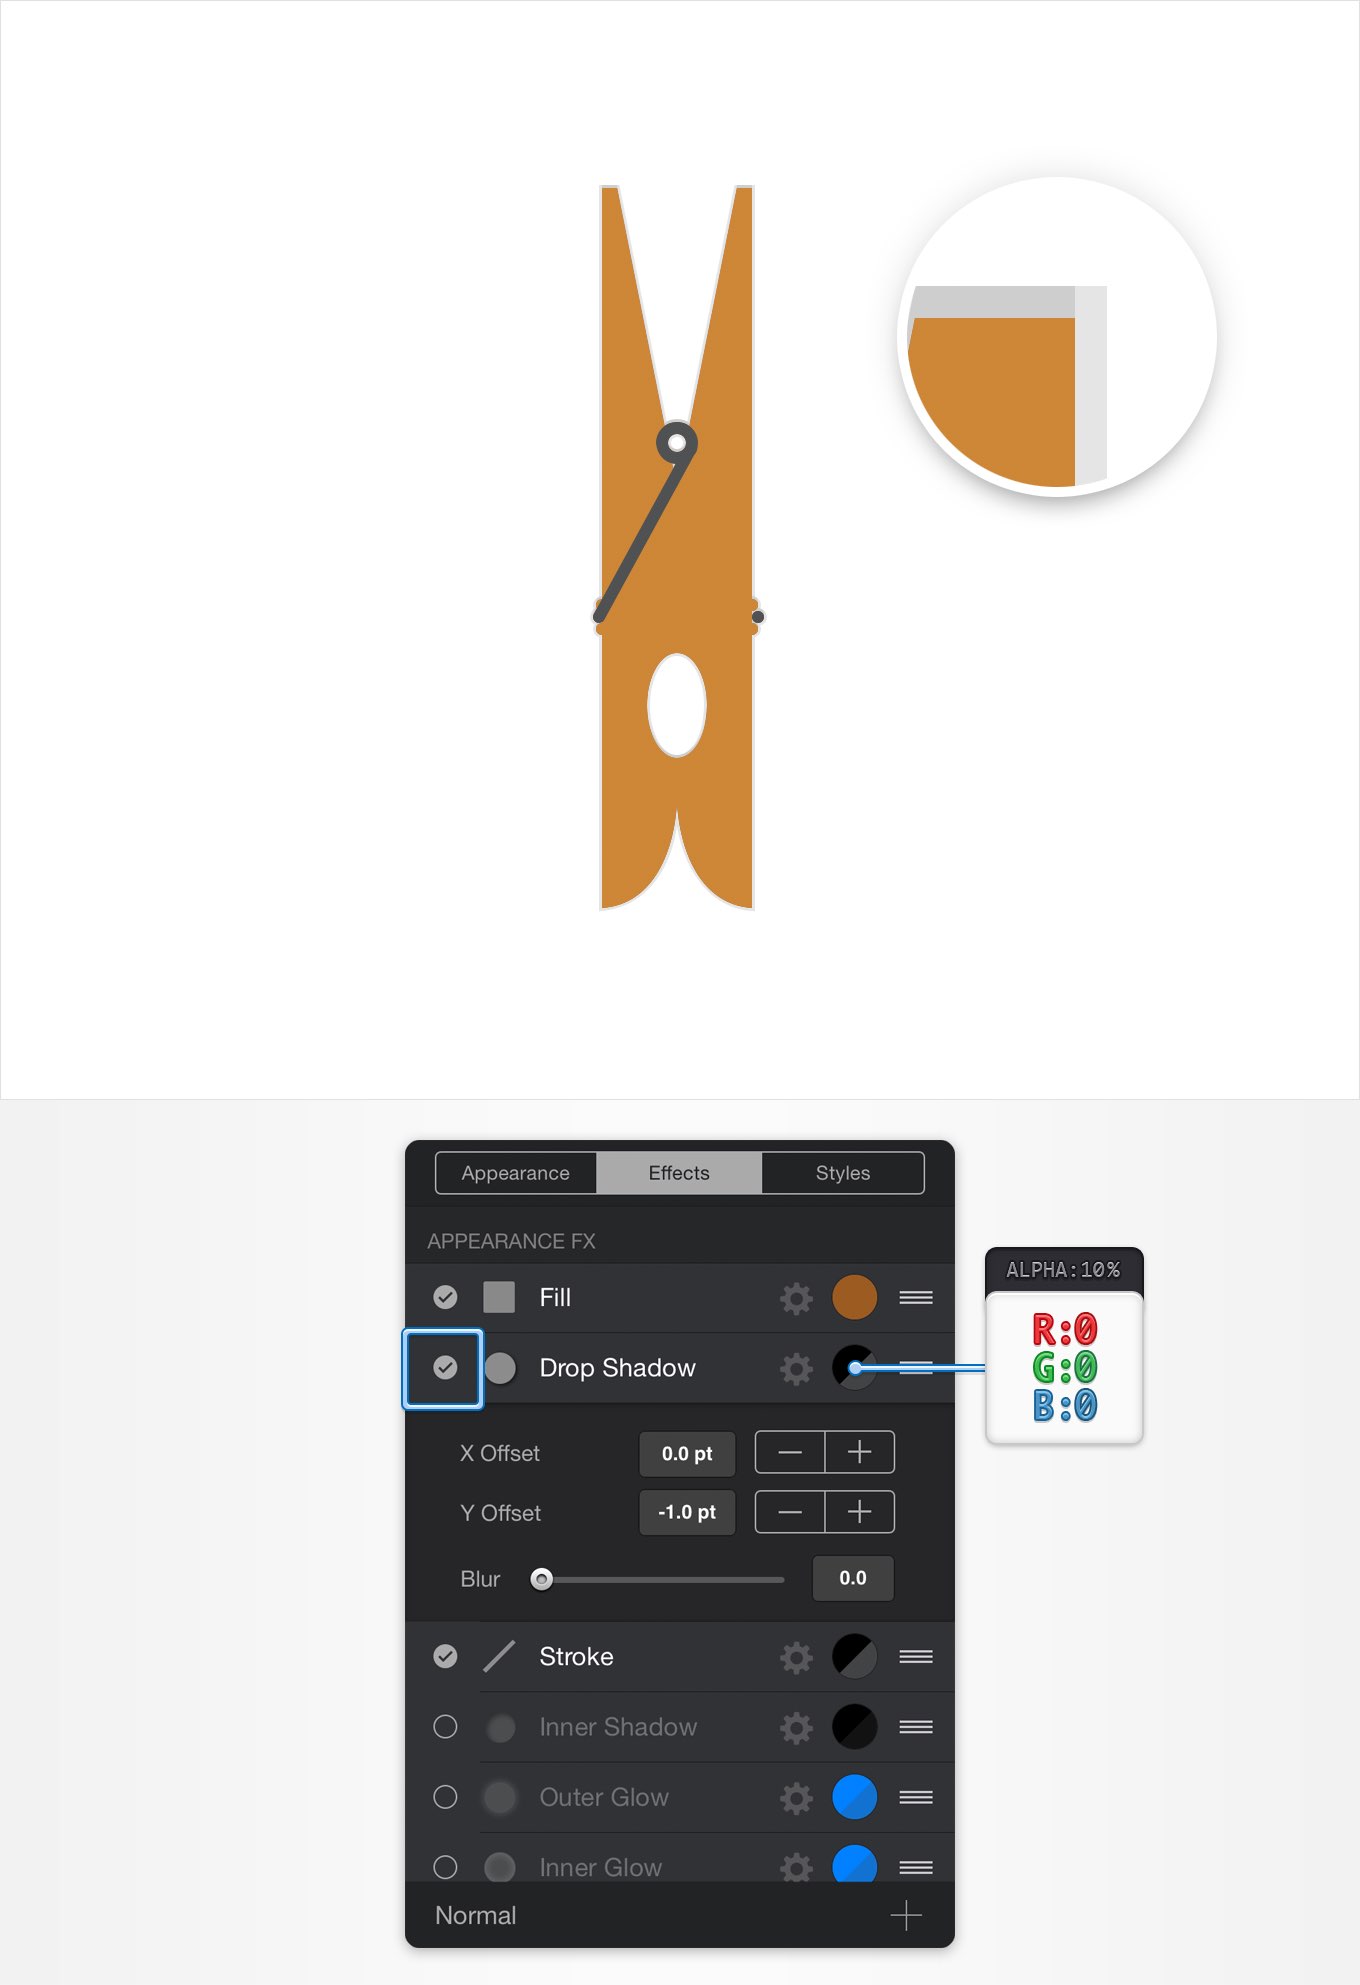 Appearance Effects Styles
APPEARANCE FX
Fill
ALPHA:10%
R:0
G:0
B:0
Drop Shadow
X Offset 0.0 pt
Y Offset -1.0 pt
Blur 0.0
Stroke
Inner Shadow
Outer Glow
Inner Glow
Normal